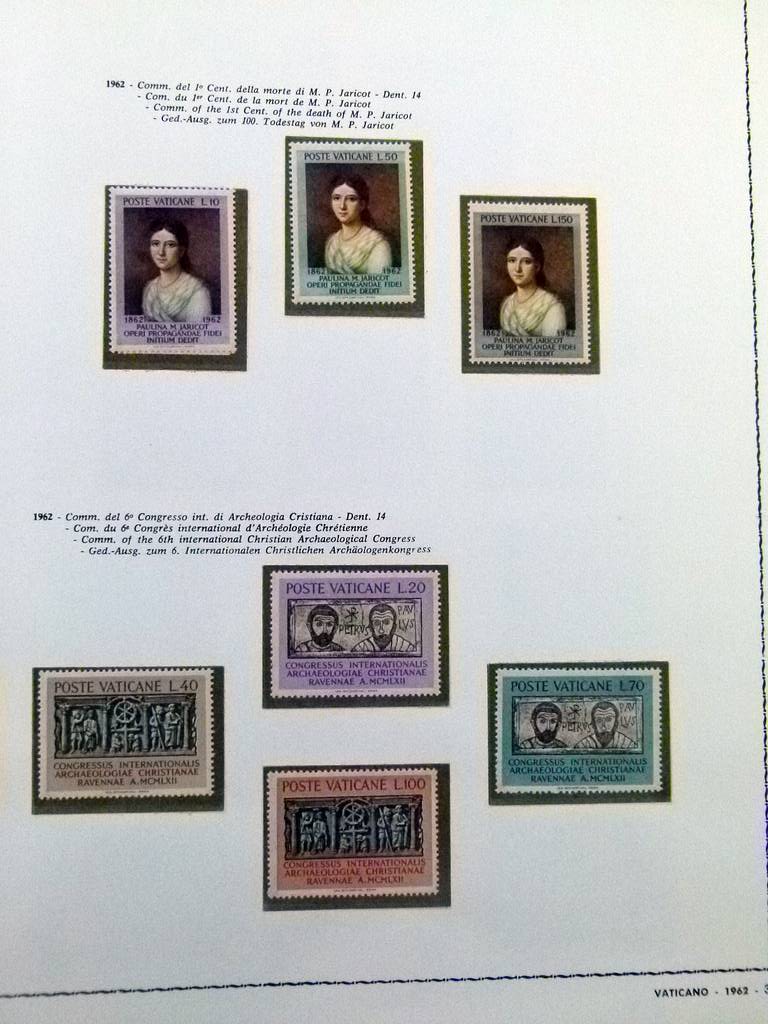 1962 - Comm. del 1º Cent. della morte di M. P. Jaricot - Dent. 14
- Com. du 1er Cent. de la mort de M. P. Jaricot
- Comm. of the 1st Cent. of the death of M. P. Jaricot
- Ged.-Ausg. zum 100. Todestag von M. P. Jaricot
POSTE VATICANE L.10
1862 1962
PAULINA M. JARICOT
OPERI PROPAGANDAE FIDEI
INITIUM DEDIT
POSTE VATICANE L.50
1862 1962
PAULINA M. JARICOT
OPERI PROPAGANDAE FIDEI
INITIUM DEDIT
POSTE VATICANE L.150
1862 1962
PAULINA M. JARICOT
OPERI PROPAGANDAE FIDEI
INITIUM DEDIT
1962 - Comm. del 6º Congresso int. di Archeologia Cristiana - Dent. 14
- Com. du 6e Congrès international d'Archéologie Chrétienne
- Comm. of the 6th international Christian Archaeological Congress
- Ged.-Ausg. zum 6. Internationalen Christlichen Archäologenkongress
POSTE VATICANE L.20
PETRVS PAV
LVS
CONGRESSUS INTERNATIONALIS
ARCHAEOLOGIAE CHRISTIANAE
RAVENNAE A. MCMLXII
POSTE VATICANE L.40
CONGRESSUS INTERNATIONALIS
ARCHAEOLOGIAE CHRISTIANAE
RAVENNAE A. MCMLXII
POSTE VATICANE L.70
PETRVS PAV
LVS
CONGRESSUS INTERNATIONALIS
ARCHAEOLOGIAE CHRISTIANAE
RAVENNAE A. MCMLXII
POSTE VATICANE L.100
CONGRESSUS INTERNATIONALIS
ARCHAEOLOGIAE CHRISTIANAE
RAVENNAE A. MCMLXII
VATICANO - 1962 -